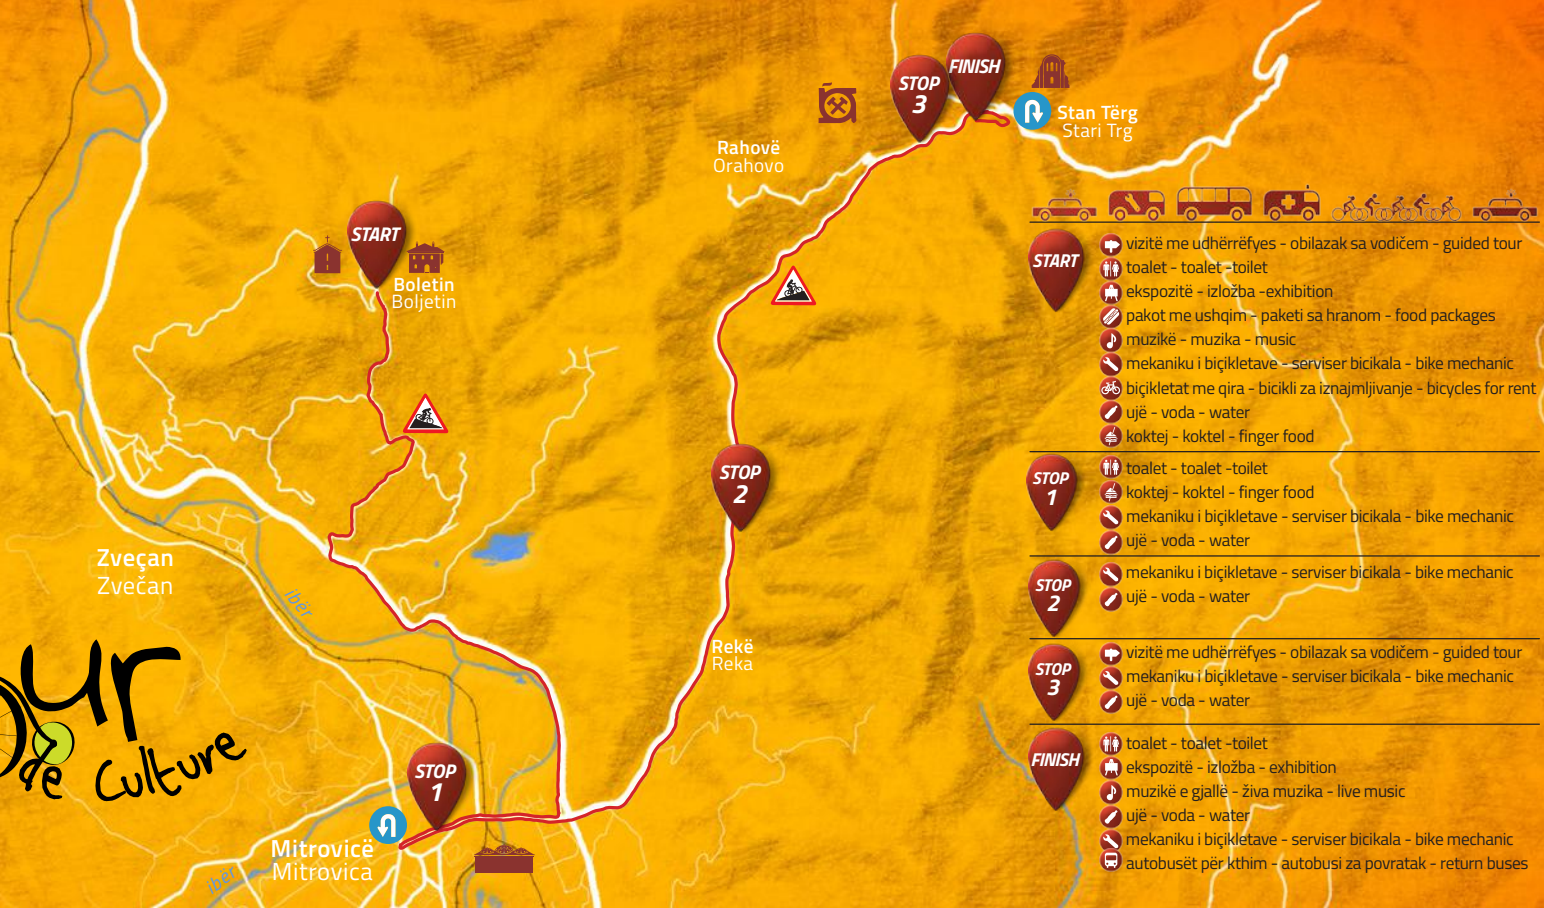 FINISH
STOP
3
Stan Tërg
Stari Trg
Rahovë
Orahovo
START
Boletin
Boljetin
STOP
2
Zveçan
Zvečan
ibër
Rekë
Reka
ur
de Culture
STOP
1
Mitrovicë
Mitrovica
ibër
START
vizitë me udhërrëfyes - obilazak sa vodičem - guided tour
toalet - toalet -toilet
ekspozitë - izložba -exhibition
pakot me ushqim - paketi sa hranom - food packages
muzikë - muzika - music
mekaniku i biçikletave - serviser bicikala - bike mechanic
biçikletat me qira - bicikli za iznajmljivanje - bicycles for rent
ujë - voda - water
koktej - koktel - finger food
STOP
1
toalet - toalet -toilet
koktej - koktel - finger food
mekaniku i biçikletave - serviser bicikala - bike mechanic
ujë - voda - water
STOP
2
mekaniku i biçikletave - serviser bicikala - bike mechanic
ujë - voda - water
STOP
3
vizitë me udhërrëfyes - obilazak sa vodičem - guided tour
mekaniku i biçikletave - serviser bicikala - bike mechanic
ujë - voda - water
FINISH
toalet - toalet -toilet
ekspozitë - izložba - exhibition
muzikë e gjallë - živa muzika - live music
ujë - voda - water
mekaniku i biçikletave - serviser bicikala - bike mechanic
autobusët për kthim - autobusi za povratak - return buses